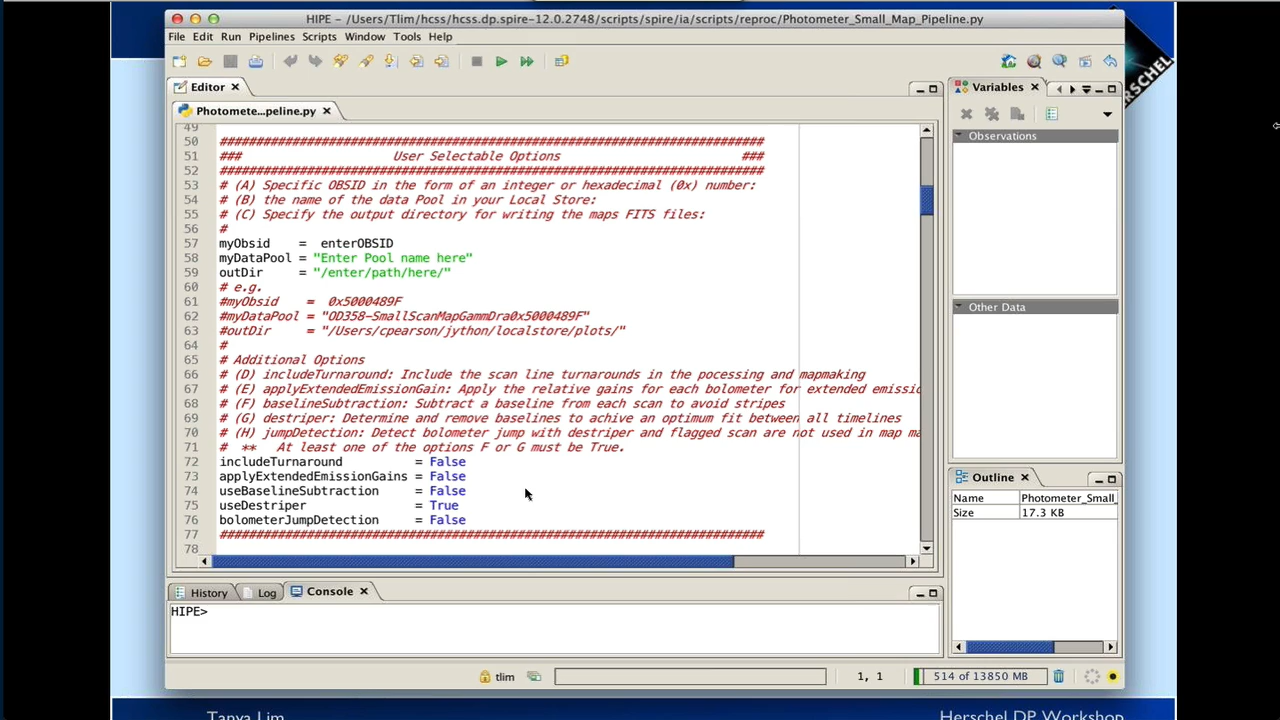 HIPE – /Users/Tlim/hcss/hcss.dp.spire-12.0.2748/scripts/spire/ia/scripts/reproc/Photometer_Small_Map_Pipeline.py
File Edit Run Pipelines Scripts Window Tools Help
Editor
Photomete...peline.py
49
50 ###########################################################################
51 ### User Selectable Options ###
52 ###########################################################################
53 # (A) Specific OBSID in the form of an integer or hexadecimal (0x) number:
54 # (B) the name of the data Pool in your Local Store:
55 # (C) Specify the output directory for writing the maps FITS files:
56 #
57 myObsid = enterOBSID
58 myDataPool = "Enter Pool name here"
59 outDir = "/enter/path/here/"
60 # e.g.
61 #myObsid = 0x5000489F
62 #myDataPool = "OD358-SmallScanMapGammDra0x5000489F"
63 #outDir = "/Users/cpearson/jython/localstore/plots/"
64 #
65 # Additional Options
66 # (D) includeTurnaround: Include the scan line turnarounds in the pocessing and mapmaking
67 # (E) applyExtendedEmissionGain: Apply the relative gains for each bolometer for extended emissic
68 # (F) baselineSubtraction: Subtract a baseline from each scan to avoid stripes
69 # (G) destriper: Determine and remove baselines to achive an optimum fit between all timelines
70 # (H) jumpDetection: Detect bolometer jump with destriper and flagged scan are not used in map ma
71 # ** At least one of the options F or G must be True.
72 includeTurnaround = False
73 applyExtendedEmissionGains = False
74 useBaselineSubtraction = False
75 useDestriper = True
76 bolometerJumpDetection = False
77 ###########################################################################
78
Variables
Observations
Other Data
Outline
Name Photometer_Small_
Size 17.3 KB
History Log Console
HIPE>
tlim 1, 1 514 of 13850 MB
HERSCHEL
Tanya Lim
Herschel DP Workshop